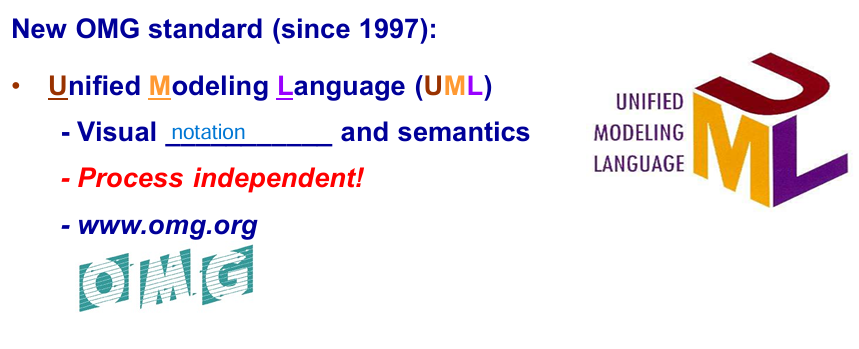 New OMG standard (since 1997):
• Unified Modeling Language (UML)
- Visual notation and semantics
- Process independent!
- www.omg.org
OMG
UNIFIED
MODELING
LANGUAGE
UML